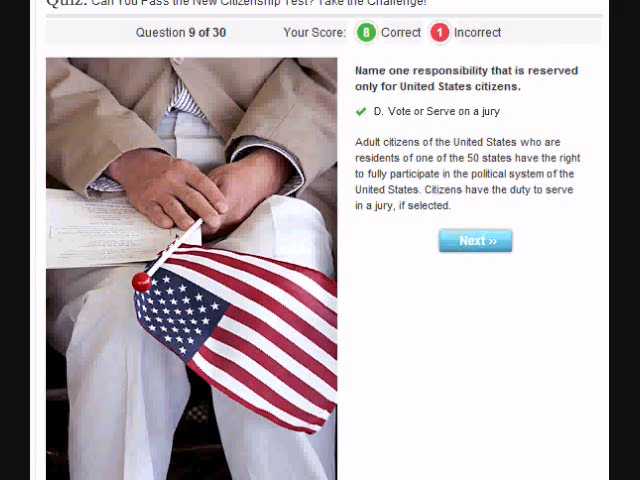 Quiz: Can You Pass the New Citizenship Test? Take the Challenge!
Question 9 of 30 Your Score: 8 Correct 1 Incorrect
Name one responsibility that is reserved
only for United States citizens.
D. Vote or Serve on a jury
Adult citizens of the United States who are
residents of one of the 50 states have the right
to fully participate in the political system of the
United States. Citizens have the duty to serve
in a jury, if selected.
Next ››